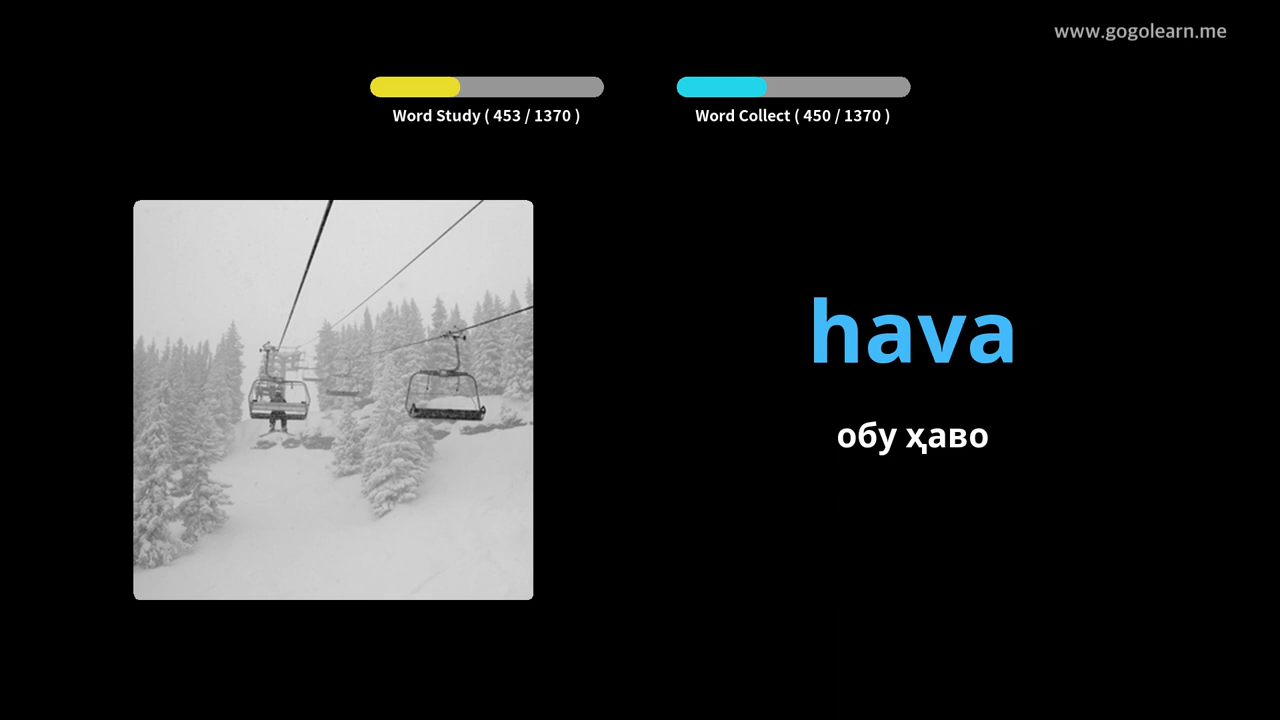 www.gogolearn.me
Word Study ( 453 / 1370 )
Word Collect ( 450 / 1370 )
hava
обу ҳаво